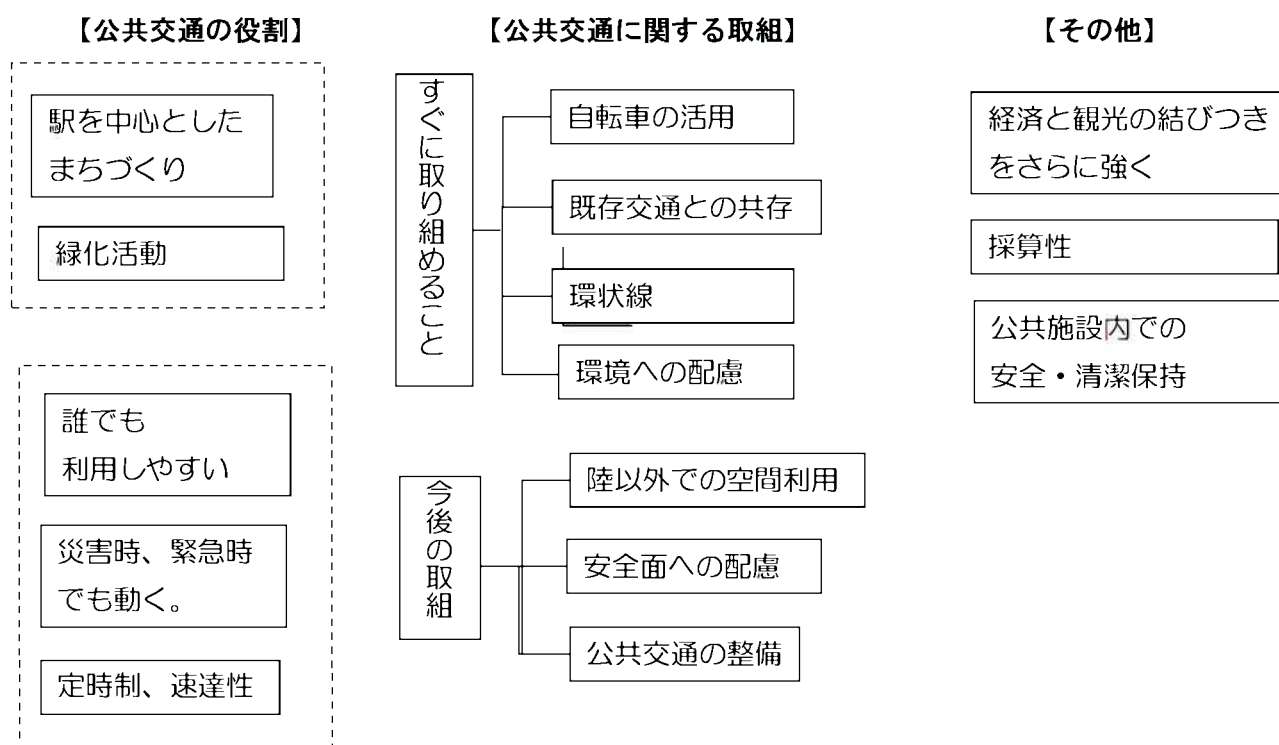 【公共交通の役割】
駅を中心とした
まちづくり
緑化活動
誰でも
利用しやすい
災害時、緊急時
でも動く。
定時制、速達性
【公共交通に関する取組】
すぐに取り組めること
自転車の活用
既存交通との共存
環状線
環境への配慮
今後の取組
陸以外での空間利用
安全面への配慮
公共交通の整備
【その他】
経済と観光の結びつき
をさらに強く
採算性
公共施設内での
安全・清潔保持